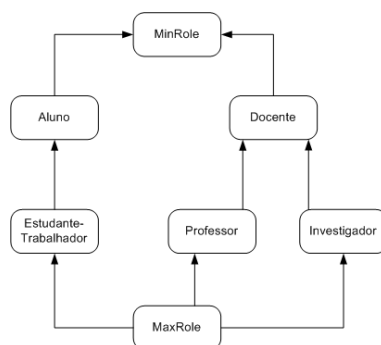 MinRole
Aluno
Docente
Estudante-
Trabalhador
Professor
Investigador
MaxRole